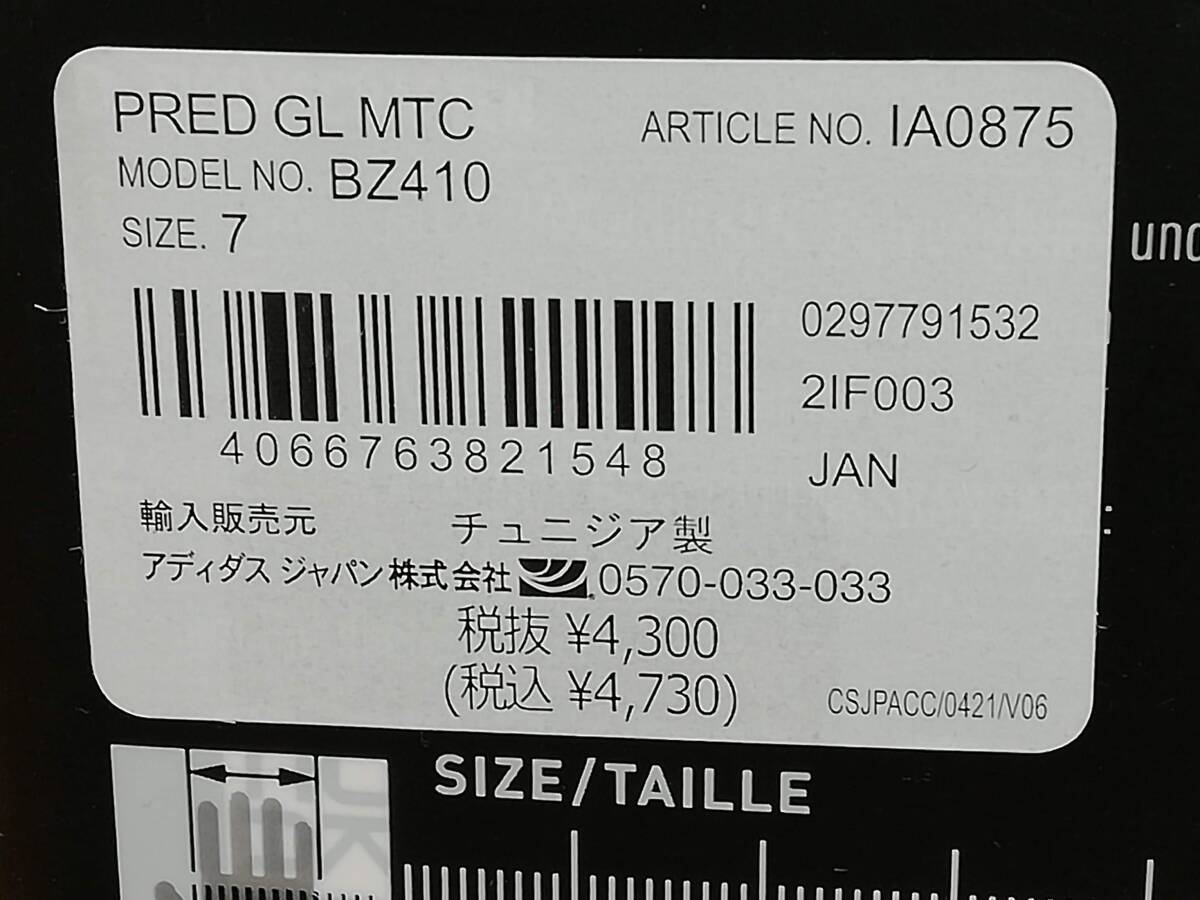 PRED GL MTC
ARTICLE NO. IA0875
MODEL NO. BZ410
SIZE. 7
0297791532
2IF003
4066763821548
JAN
輸入販売元
チュニジア製
アディダス ジャパン株式会社 0570-033-033
税抜 ¥4,300
(税込 ¥4,730)
CSJPACC/0421/V06
SIZE/TAILLE